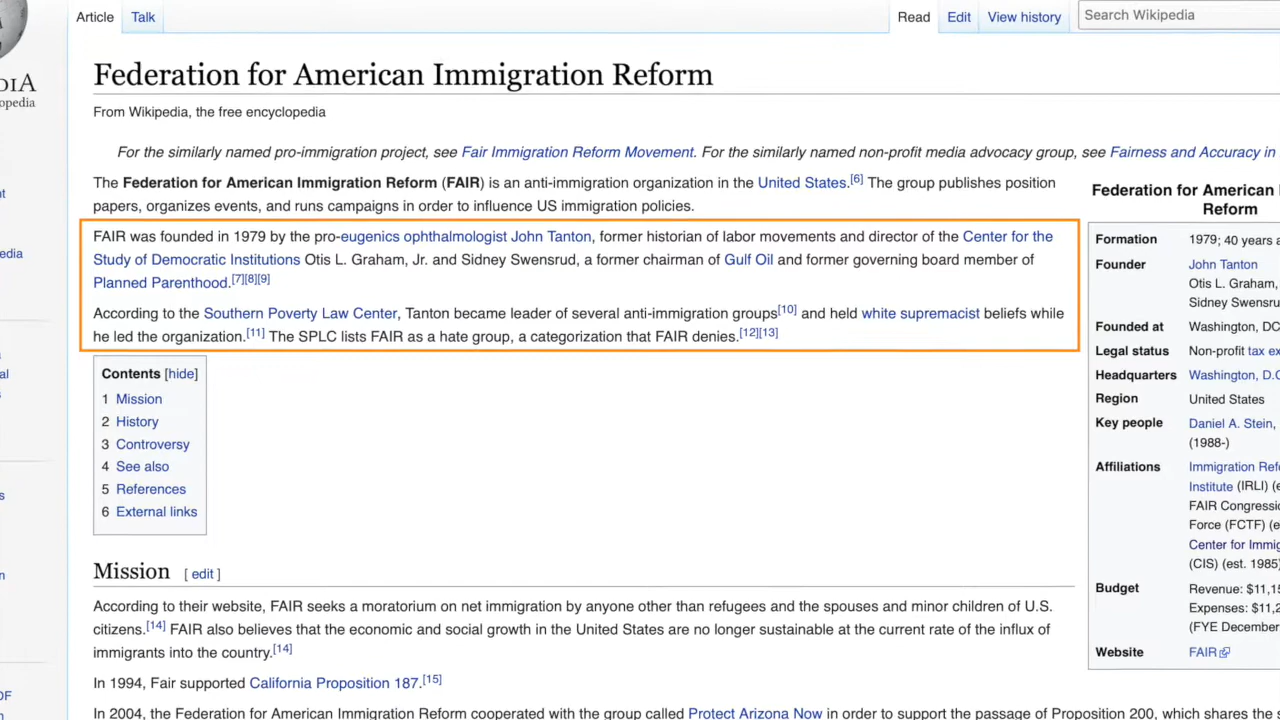 Article Talk Read Edit View history Search Wikipedia
Federation for American Immigration Reform
From Wikipedia, the free encyclopedia
For the similarly named pro-immigration project, see Fair Immigration Reform Movement. For the similarly named non-profit media advocacy group, see Fairness and Accuracy in
The Federation for American Immigration Reform (FAIR) is an anti-immigration organization in the United States.[6] The group publishes position
papers, organizes events, and runs campaigns in order to influence US immigration policies.
FAIR was founded in 1979 by the pro-eugenics ophthalmologist John Tanton, former historian of labor movements and director of the Center for the
Study of Democratic Institutions Otis L. Graham, Jr. and Sidney Swensrud, a former chairman of Gulf Oil and former governing board member of
Planned Parenthood.[7][8][9]
According to the Southern Poverty Law Center, Tanton became leader of several anti-immigration groups[10] and held white supremacist beliefs while
he led the organization.[11] The SPLC lists FAIR as a hate group, a categorization that FAIR denies.[12][13]
Contents [hide]
1 Mission
2 History
3 Controversy
4 See also
5 References
6 External links
Mission [ edit ]
According to their website, FAIR seeks a moratorium on net immigration by anyone other than refugees and the spouses and minor children of U.S.
citizens.[14] FAIR also believes that the economic and social growth in the United States are no longer sustainable at the current rate of the influx of
immigrants into the country.[14]
In 1994, Fair supported California Proposition 187.[15]
In 2004, the Federation for American Immigration Reform cooperated with the group called Protect Arizona Now in order to support the passage of Proposition 200, which shares the
Federation for American
Reform
Formation 1979; 40 years
Founder John Tanton
Otis L. Graham,
Sidney Swensru
Founded at Washington, DC
Legal status Non-profit tax ex
Headquarters Washington, D.C
Region United States
Key people Daniel A. Stein,
(1988-)
Affiliations Immigration Refo
Institute (IRLI) (e
FAIR Congressio
Force (FCTF) (e
Center for Immig
(CIS) (est. 1985)
Budget Revenue: $11,15
Expenses: $11,2
(FYE December
Website FAIR